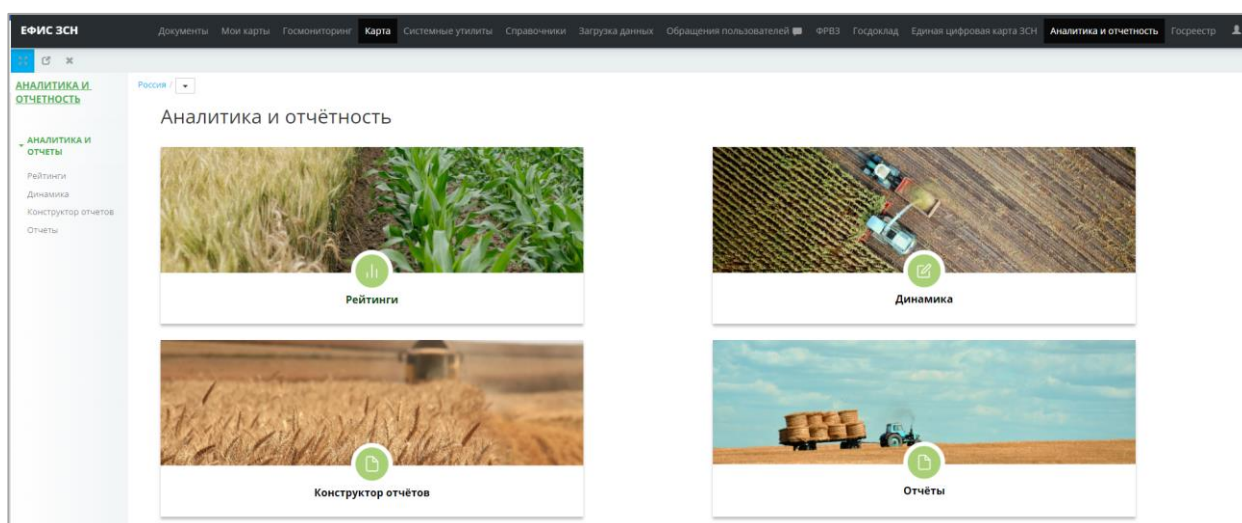 ЕФИС ЗСН Документы Мои карты Госмониторинг Карта Системные утилиты Справочники Загрузка данных Обращения пользователей ФРВЗ Госдоклад Единая цифровая карта ЗСН Аналитика и отчетность Госреестр
АНАЛИТИКА И
ОТЧЕТНОСТЬ
АНАЛИТИКА И
ОТЧЕТЫ
Рейтинги
Динамика
Конструктор отчетов
Отчеты
Россия /
Аналитика и отчётность
Рейтинги
Динамика
Конструктор отчётов
Отчёты